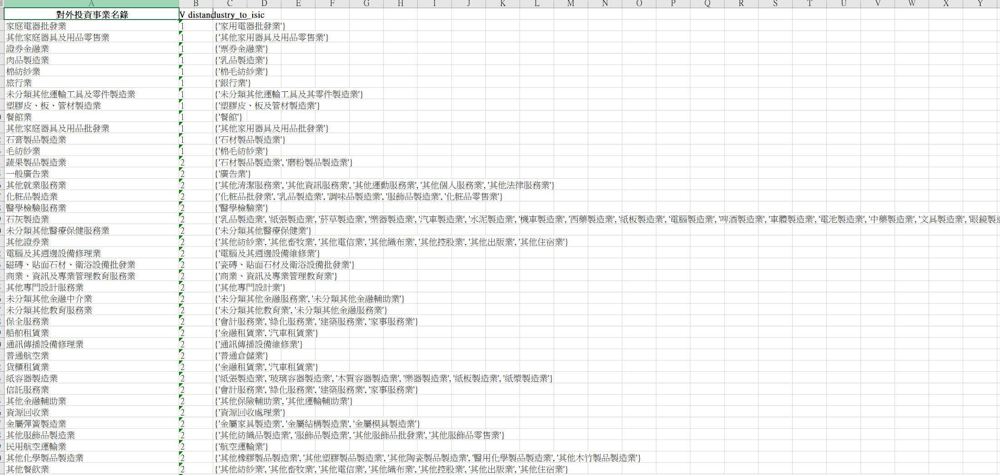 A B C D E F G H I J K L M N O P Q R S T U V W X Y
對外投資事業名錄 V distan dustry_to_isic
家庭電器批發業 1 {'家用電器批發業'}
其他家庭器具及用品零售業 1 {'其他家用器具及用品零售業'}
證券金融業 1 {'票券金融業'}
肉品製造業 1 {'乳品製造業'}
棉紡紗業 1 {'棉毛紡紗業'}
旅行業 1 {'銀行業'}
未分類其他運輸工具及零件製造業 1 {'未分類其他運輸工具及其零件製造業'}
塑膠皮、板、管材製造業 1 {'塑膠皮、板及管材製造業'}
餐館業 1 {'餐館'}
其他家庭器具及用品批發業 1 {'其他家用器具及用品批發業'}
石膏製品製造業 1 {'石材製品製造業'}
毛紡紗業 1 {'棉毛紡紗業'}
蔬果製品製造業 2 {'石材製品製造業', '磨粉製品製造業'}
一般廣告業 2 {'廣告業'}
其他就業服務業 2 {'其他清潔服務業', '其他資訊服務業', '其他運動服務業', '其他個人服務業', '其他法律服務業'}
化粧品製造業 2 {'化粧品批發業', '乳品製造業', '調味品製造業', '服飾品製造業', '化粧品零售業'}
醫學檢驗服務業 2 {'醫學檢驗業'}
石灰製造業 2 {'乳品製造業', '紙張製造業', '菸草製造業', '樂器製造業', '汽車製造業', '水泥製造業', '機車製造業', '西藥製造業', '紙板製造業', '電腦製造業', '啤酒製造業', '車體製造業', '電池製造業', '中藥製造業', '文具製造業', '眼鏡製造
未分類其他醫療保健服務業 2 {'未分類其他醫療保健業'}
其他證券業 2 {'其他紡紗業', '其他畜牧業', '其他電信業', '其他織布業', '其他控股業', '其他出版業', '其他住宿業'}
電腦及其週邊設備修理業 2 {'電腦及其週邊設備維修業'}
磁磚、貼面石材、衛浴設備批發業 2 {'瓷磚、貼面石材及衛浴設備批發業'}
商業、資訊及專業管理教育服務業 2 {'商業、資訊及專業管理教育業'}
其他專門設計服務業 2 {'其他專門設計業'}
未分類其他金融中介業 2 {'未分類其他金融服務業', '未分類其他金融輔助業'}
未分類其他教育服務業 2 {'未分類其他教育業', '未分類其他金融服務業'}
保全服務業 2 {'會計服務業', '綠化服務業', '建築服務業', '家事服務業'}
船舶租賃業 2 {'金融租賃業', '汽車租賃業'}
通訊傳播設備修理業 2 {'通訊傳播設備維修業'}
普通航空業 2 {'普通倉儲業'}
貨櫃租賃業 2 {'金融租賃業', '汽車租賃業'}
紙容器製造業 2 {'紙張製造業', '玻璃容器製造業', '木質容器製造業', '樂器製造業', '紙板製造業', '紙漿製造業'}
信託服務業 2 {'會計服務業', '綠化服務業', '建築服務業', '家事服務業'}
其他金融輔助業 2 {'其他保險輔助業', '其他運輸輔助業'}
資源回收業 2 {'資源回收處理業'}
金屬彈簧製造業 2 {'金屬家具製造業', '金屬結構製造業', '金屬模具製造業'}
其他服飾品製造業 2 {'其他紡織品製造業', '服飾品製造業', '其他服飾品批發業', '其他服飾品零售業'}
民用航空運輸業 2 {'航空運輸業'}
其他化學製品製造業 2 {'其他橡膠製品製造業', '其他塑膠製品製造業', '其他陶瓷製品製造業', '醫用化學製品製造業', '其他木竹製品製造業'}
其他餐飲業 2 {'其他紡紗業', '其他畜牧業', '其他電信業', '其他織布業', '其他控股業', '其他出版業', '其他住宿業'}